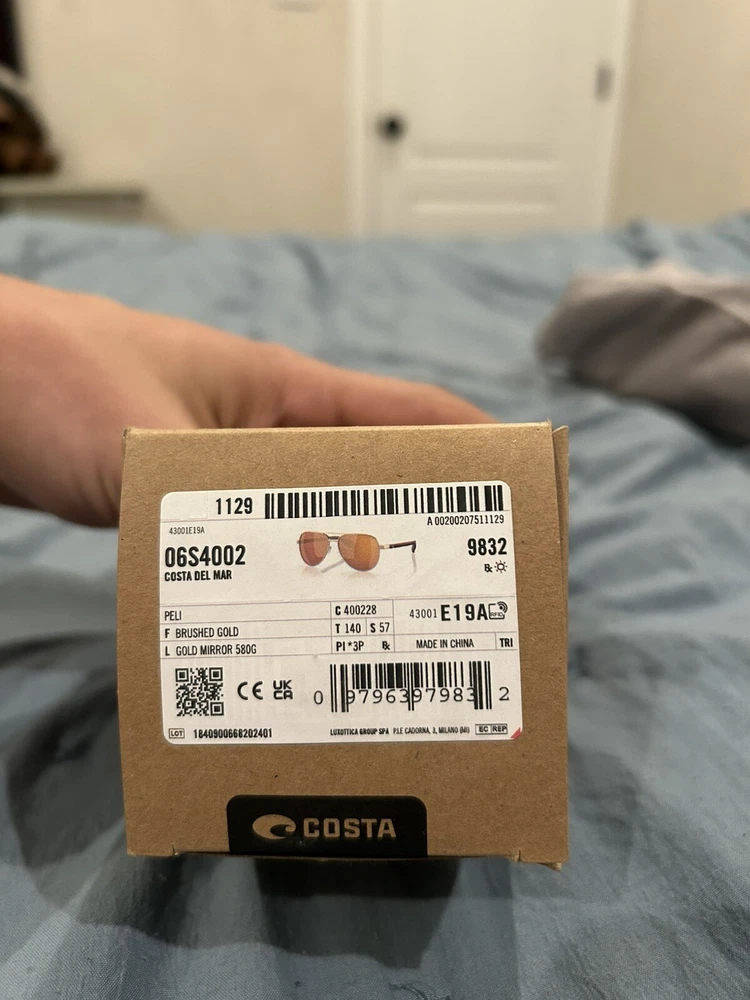 1129
A 00200207511129
43001E19A
06S4002
COSTA DEL MAR
9832
℞
PELI
C 400228
43001 E19A RFID
F BRUSHED GOLD
T 140 S 57
L GOLD MIRROR 580G
PI*3P ℞
MADE IN CHINA
TRI
CE UK CA
0 97963 97983 2
LOT 1840900668202401
LUXOTTICA GROUP SPA P.LE CADORNA, 3, MILANO (MI)
EC REP
COSTA